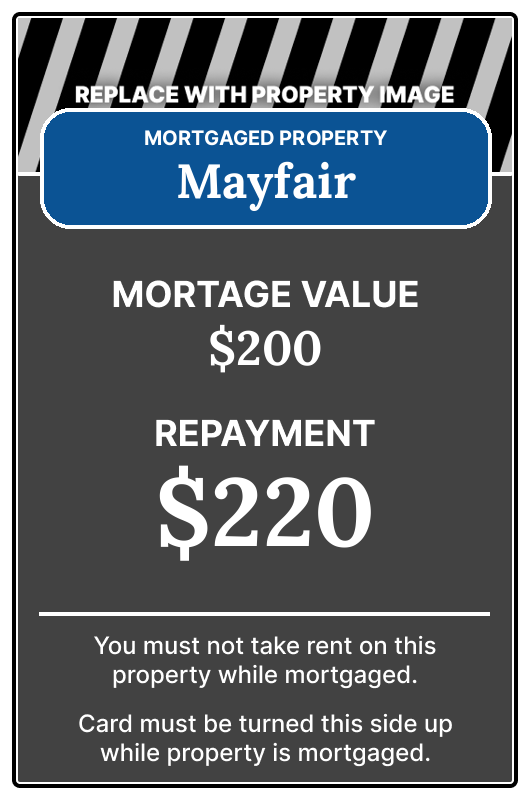 REPLACE WITH PROPERTY IMAGE
MORTGAGED PROPERTY
Mayfair
MORTAGE VALUE
$200
REPAYMENT
$220
You must not take rent on this
property while mortgaged.
Card must be turned this side up
while property is mortgaged.